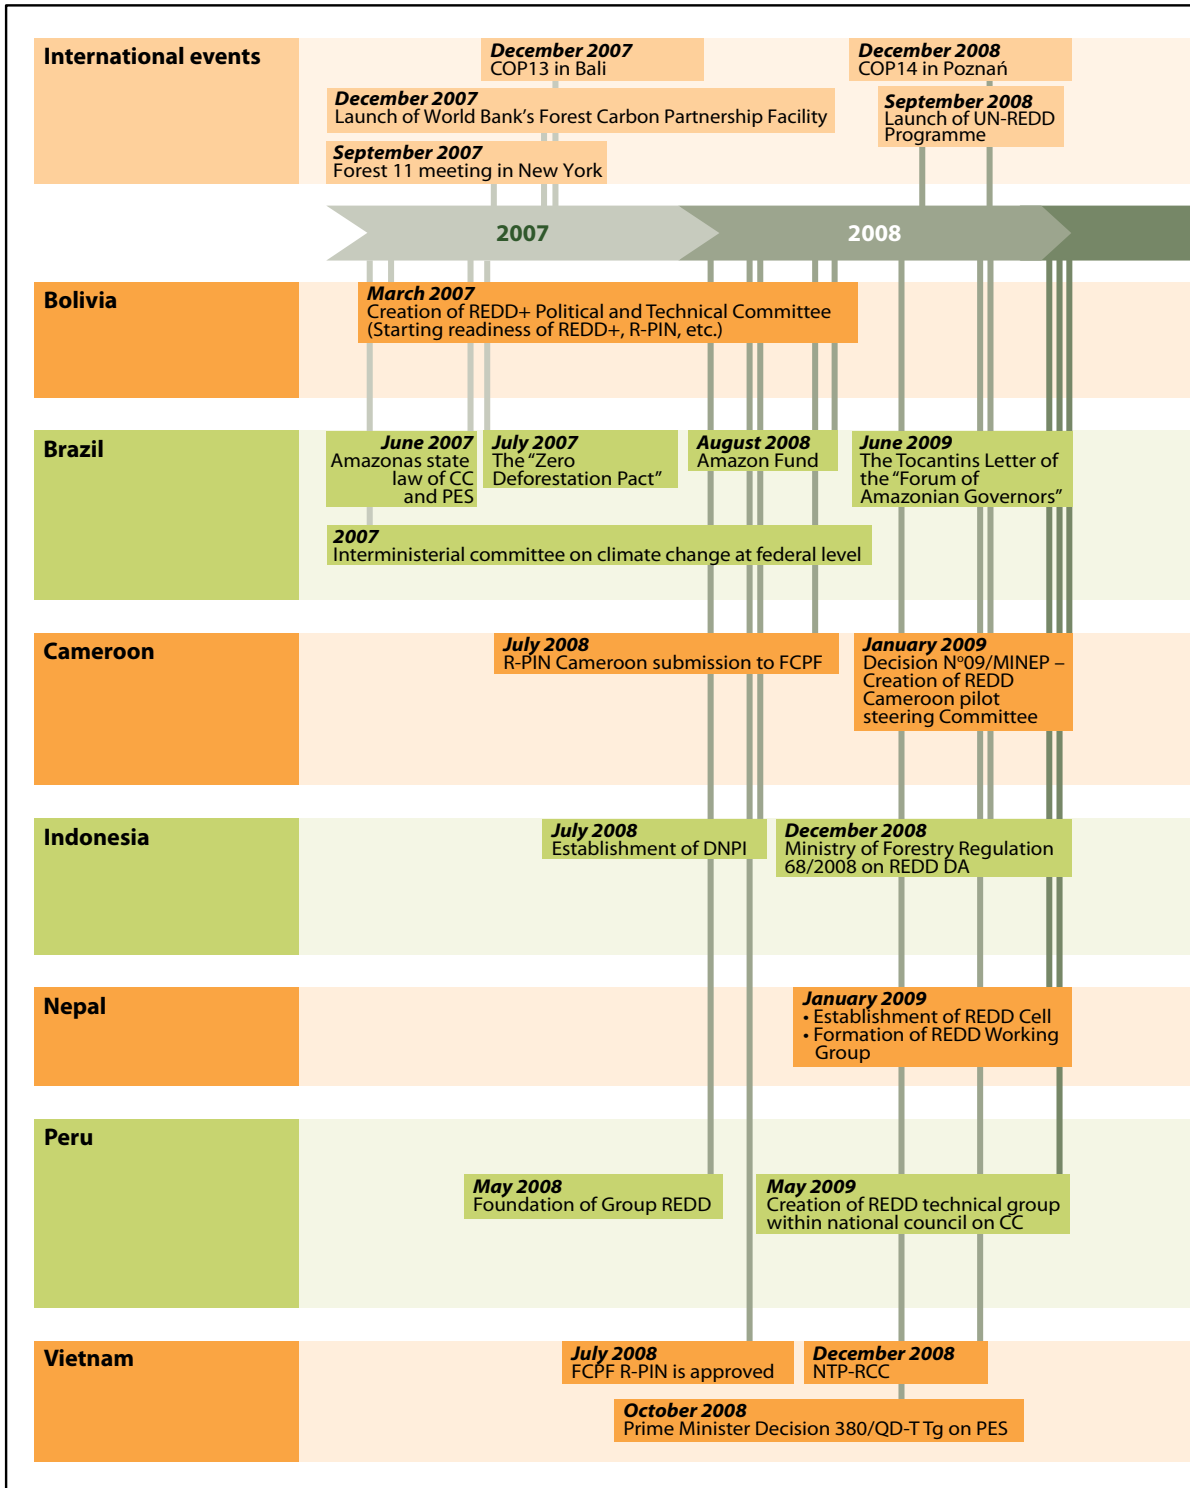 International events
December 2007
COP13 in Bali
December 2008
COP14 in Poznań
December 2007
Launch of World Bank's Forest Carbon Partnership Facility
September 2008
Launch of UN-REDD
Programme
September 2007
Forest 11 meeting in New York
2007
2008
Bolivia
March 2007
Creation of REDD+ Political and Technical Committee
(Starting readiness of REDD+, R-PIN, etc.)
Brazil
June 2007
Amazonas state
law of CC
and PES
July 2007
The “Zero
Deforestation Pact”
August 2008
Amazon Fund
June 2009
The Tocantins Letter of
the “Forum of
Amazonian Governors”
2007
Interministerial committee on climate change at federal level
Cameroon
July 2008
R-PIN Cameroon submission to FCPF
January 2009
Decision Nº09/MINEP –
Creation of REDD
Cameroon pilot
steering Committee
Indonesia
July 2008
Establishment of DNPI
December 2008
Ministry of Forestry Regulation
68/2008 on REDD DA
Nepal
January 2009
• Establishment of REDD Cell
• Formation of REDD Working
Group
Peru
May 2008
Foundation of Group REDD
May 2009
Creation of REDD technical group
within national council on CC
Vietnam
July 2008
FCPF R-PIN is approved
December 2008
NTP-RCC
October 2008
Prime Minister Decision 380/QD-T Tg on PES